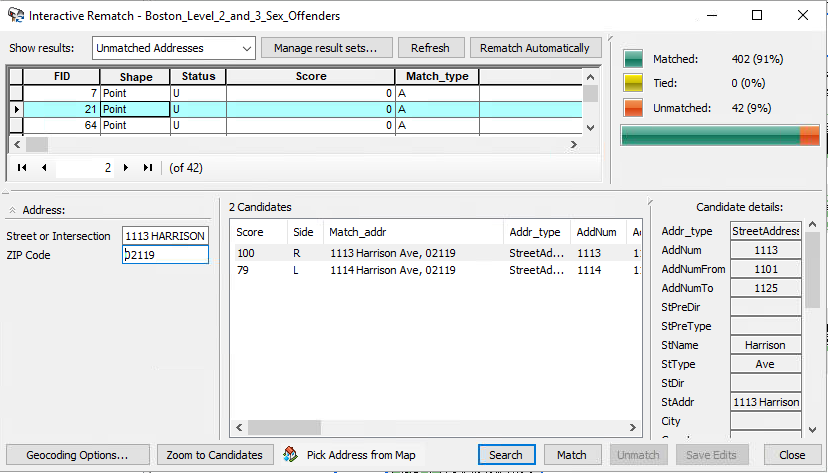 Interactive Rematch - Boston_Level_2_and_3_Sex_Offenders
Show results: Unmatched Addresses Manage result sets... Refresh Rematch Automatically
FID Shape Status Score Match_type
7 Point U 0 A
21 Point U 0 A
64 Point U 0 A
2 (of 42)
Matched: 402 (91%)
Tied: 0 (0%)
Unmatched: 42 (9%)
Address:
Street or Intersection 1113 HARRISON
ZIP Code 02119
2 Candidates
Score Side Match_addr Addr_type AddNum
100 R 1113 Harrison Ave, 02119 StreetAd... 1113
79 L 1114 Harrison Ave, 02119 StreetAd... 1114
Candidate details:
Addr_type StreetAddress
AddNum 1113
AddNumFrom 1101
AddNumTo 1125
StPreDir
StPreType
StName Harrison
StType Ave
StDir
StAddr 1113 Harrison
City
Geocoding Options... Zoom to Candidates Pick Address from Map Search Match Unmatch Save Edits Close